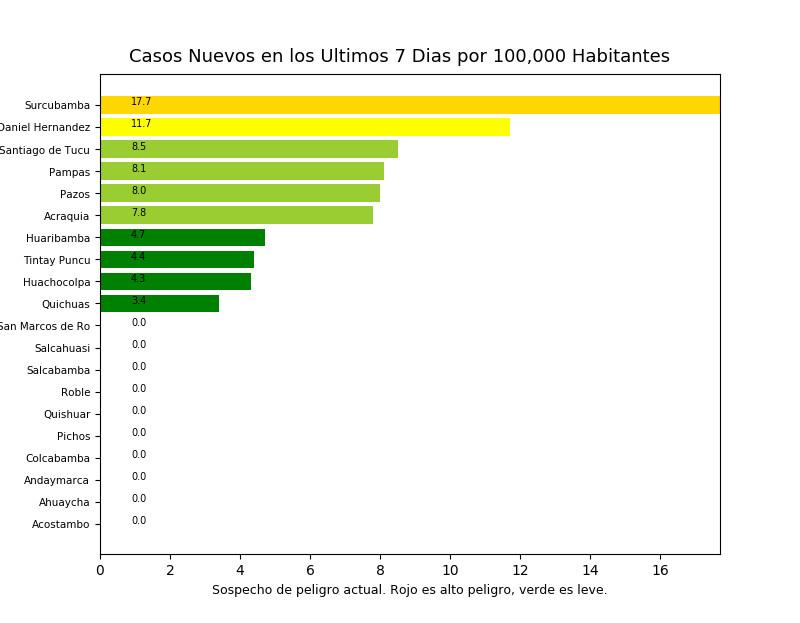 Casos Nuevos en los Ultimos 7 Dias por 100,000 Habitantes
Surcubamba 17.7
Daniel Hernandez 11.7
Santiago de Tucu 8.5
Pampas 8.1
Pazos 8.0
Acraquia 7.8
Huaribamba 4.7
Tintay Puncu 4.4
Huachocolpa 4.3
Quichuas 3.4
San Marcos de Ro 0.0
Salcahuasi 0.0
Salcabamba 0.0
Roble 0.0
Quishuar 0.0
Pichos 0.0
Colcabamba 0.0
Andaymarca 0.0
Ahuaycha 0.0
Acostambo 0.0
0 2 4 6 8 10 12 14 16
Sospecho de peligro actual. Rojo es alto peligro, verde es leve.